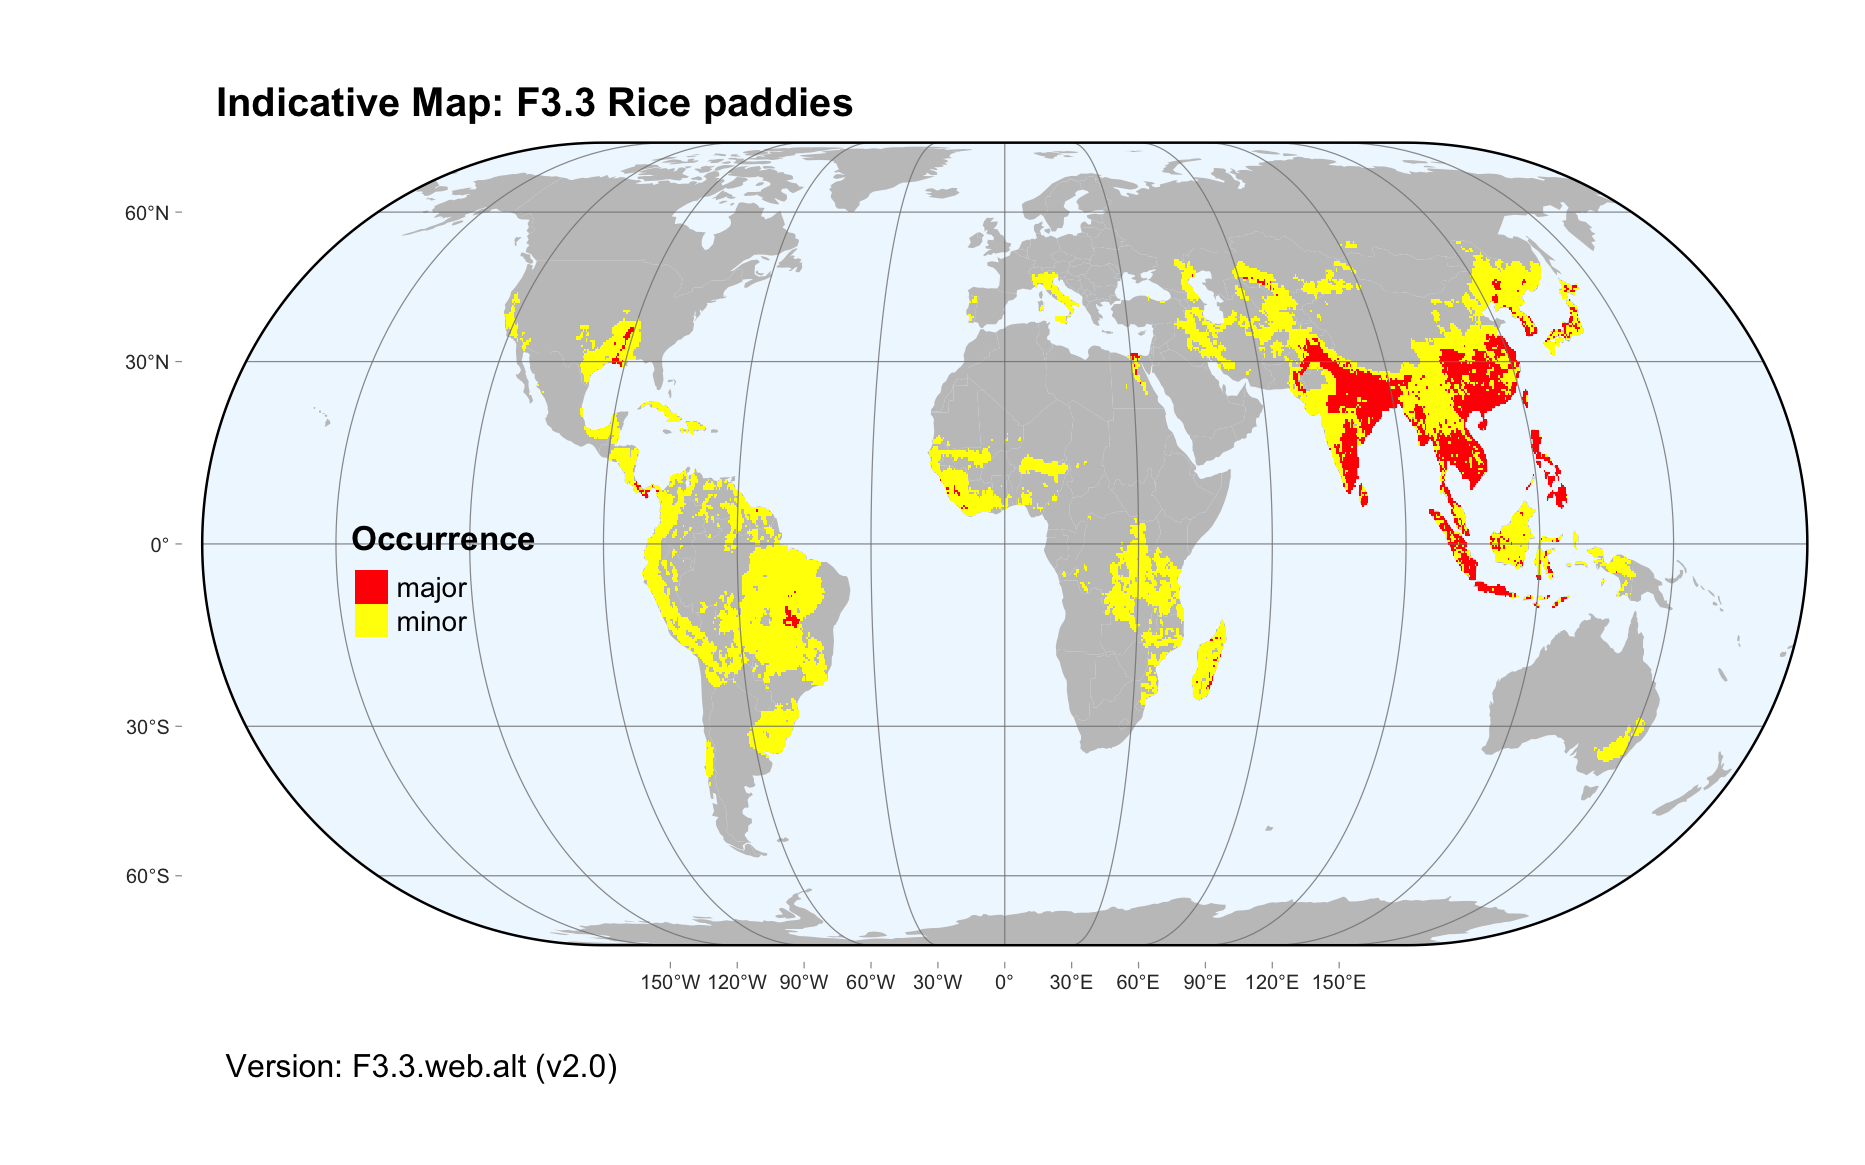 Indicative Map: F3.3 Rice paddies
60°N
30°N
0°
30°S
60°S
Occurrence
major
minor
150°W 120°W 90°W 60°W 30°W 0° 30°E 60°E 90°E 120°E 150°E
Version: F3.3.web.alt (v2.0)